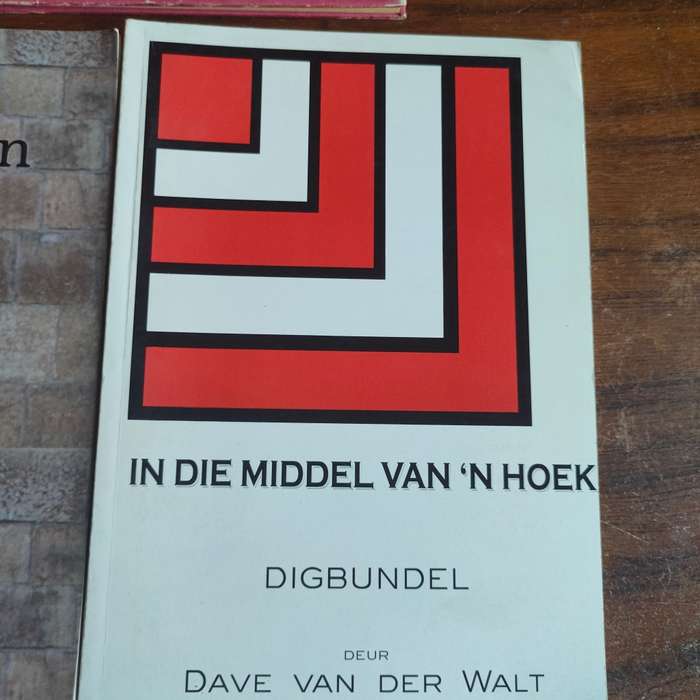 n
IN DIE MIDDEL VAN ‘N HOEK
DIGBUNDEL
DEUR
DAVE VAN DER WALT